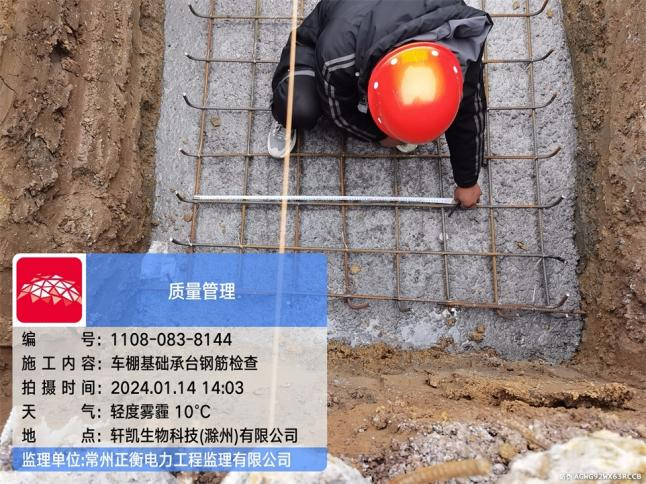 质量管理
编 号：1108-083-8144
施工内容：车棚基础承台钢筋检查
拍摄时间：2024.01.14 14:03
天 气：轻度雾霾 10℃
地 点：轩凯生物科技(滁州)有限公司
监理单位:常州正衡电力工程监理有限公司